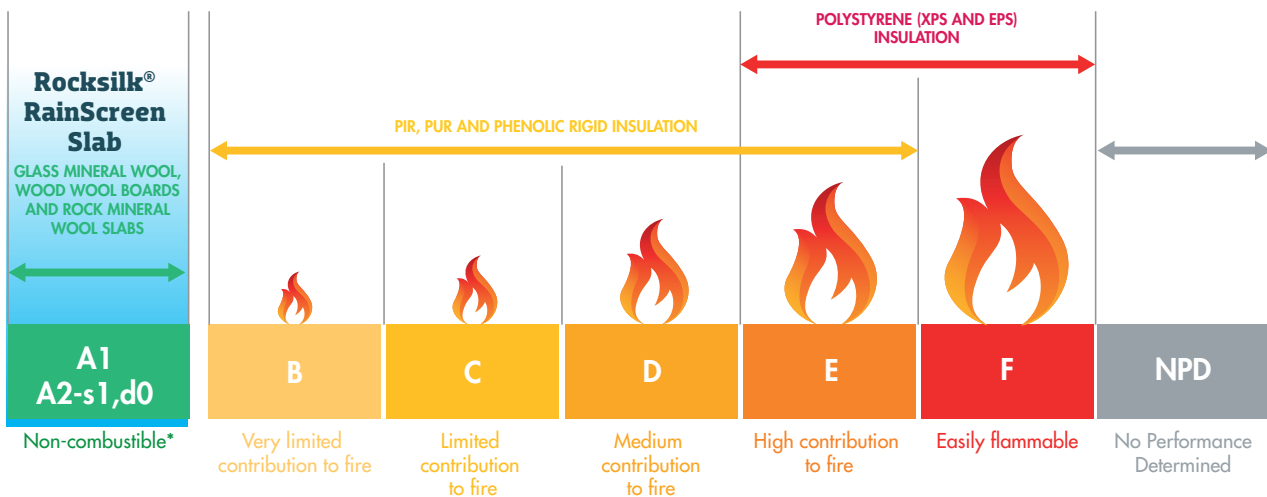 POLYSTYRENE (XPS AND EPS)
INSULATION
Rocksilk®
RainScreen
Slab
GLASS MINERAL WOOL,
WOOD WOOL BOARDS
AND ROCK MINERAL
WOOL SLABS
PIR, PUR AND PHENOLIC RIGID INSULATION
A1
A2-s1,d0
B
C
D
E
F
NPD
Non-combustible*
Very limited
contribution to fire
Limited
contribution
to fire
Medium
contribution
to fire
High contribution
to fire
Easily flammable
No Performance
Determined